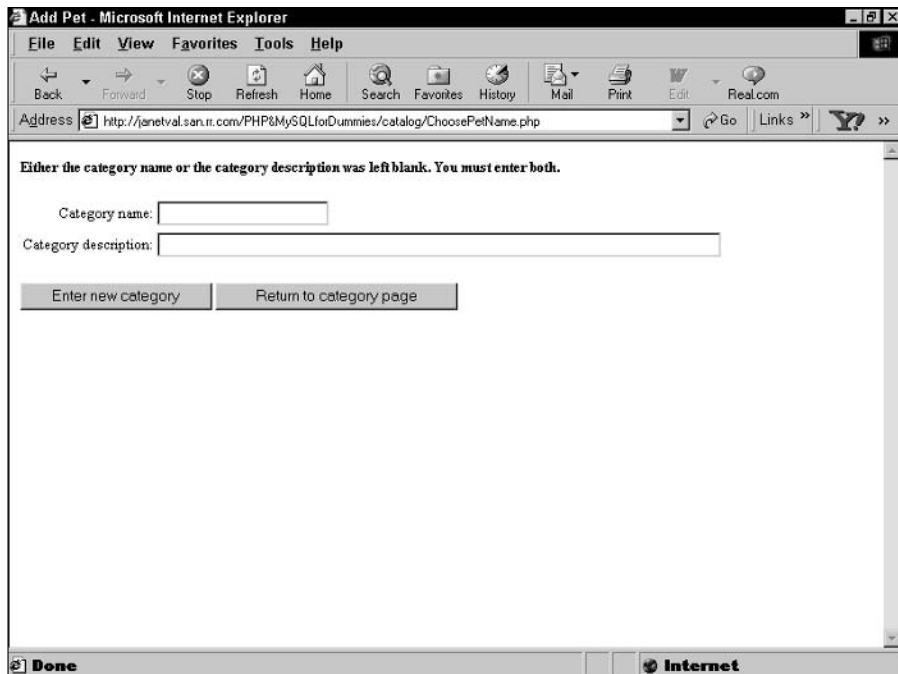 Add Pet - Microsoft Internet Explorer
File Edit View Favorites Tools Help
Back Forward Stop Refresh Home Search Favorites History Mail Print Edit Real.com
Address http://janetval.san.rr.com/PHP&MySQLforDummies/catalog/ChoosePetName.php Go Links » Y! »
Either the category name or the category description was left blank. You must enter both.
Category name:
Category description:
Enter new category Return to category page
Done Internet